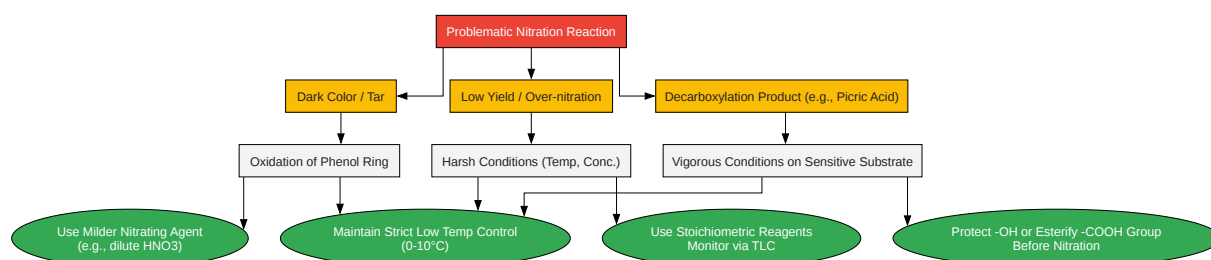 Problematic Nitration Reaction
Dark Color / Tar
Low Yield / Over-nitration
Decarboxylation Product (e.g., Picric Acid)
Oxidation of Phenol Ring
Harsh Conditions (Temp, Conc.)
Vigorous Conditions on Sensitive Substrate
Use Milder Nitrating Agent
(e.g., dilute HNO3)
Maintain Strict Low Temp Control
(0-10°C)
Use Stoichiometric Reagents
Monitor via TLC
Protect -OH or Esterify -COOH Group
Before Nitration